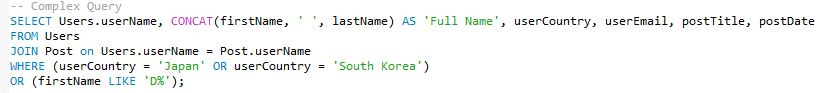 -- Complex Query
SELECT Users.userName, CONCAT(firstName, ' ', lastName) AS 'Full Name', userCountry, userEmail, postTitle, postDate
FROM Users
JOIN Post on Users.userName = Post.userName
WHERE (userCountry = 'Japan' OR userCountry = 'South Korea')
OR (firstName LIKE 'D%');